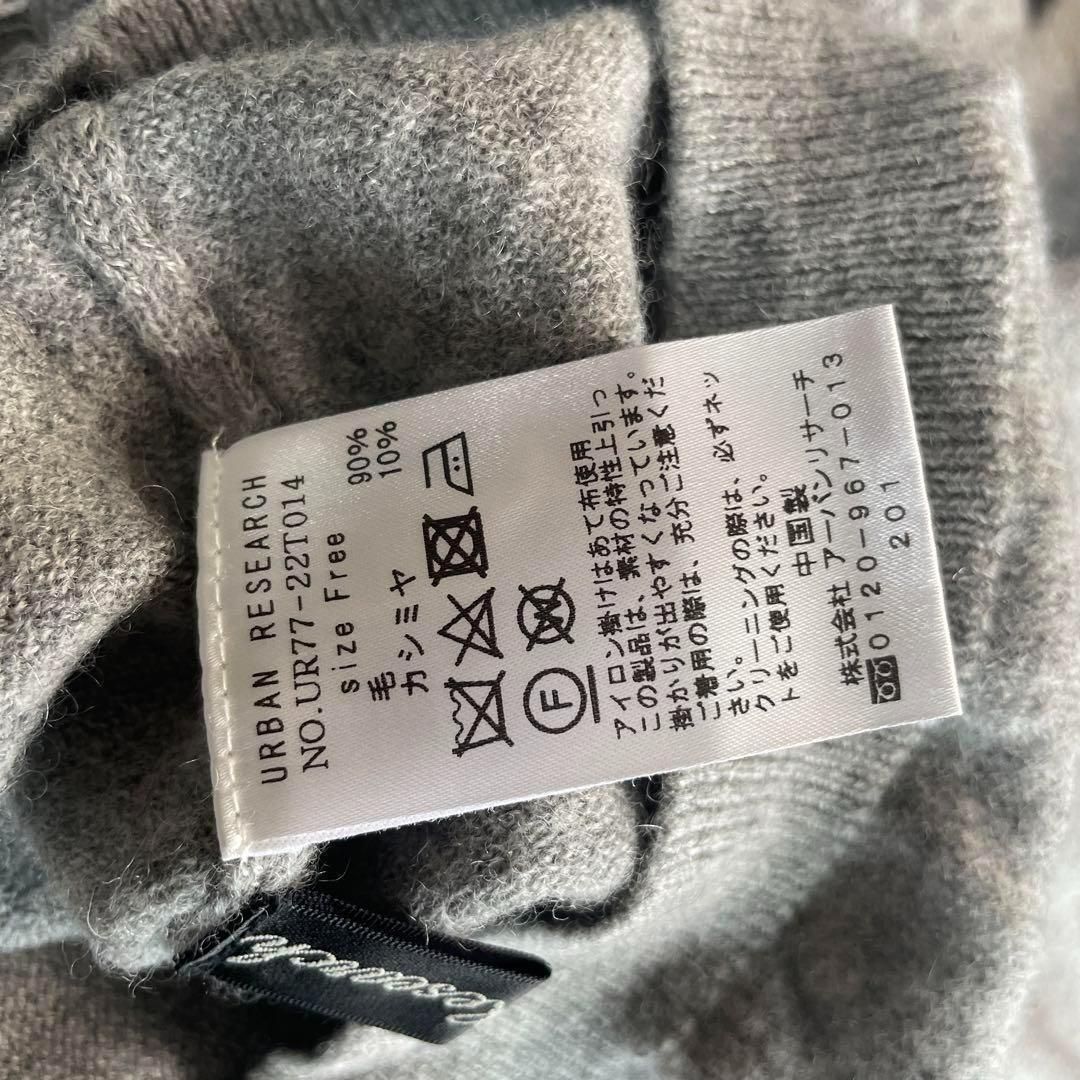 URBAN RESEARCH
NO.UR77-22T014
size Free
毛 90%
カシミヤ 10%
F
W
アイロン掛けはあて布使用
この製品は、素材の特性上引っ
掛かりが出やすくなっています。
ご着用の際は、充分ご注意くだ
さい。
クリーニングの際は、必ずネッ
トをご使用ください。
中国製
株式会社 アーバンリサーチ
0120-967-013
201